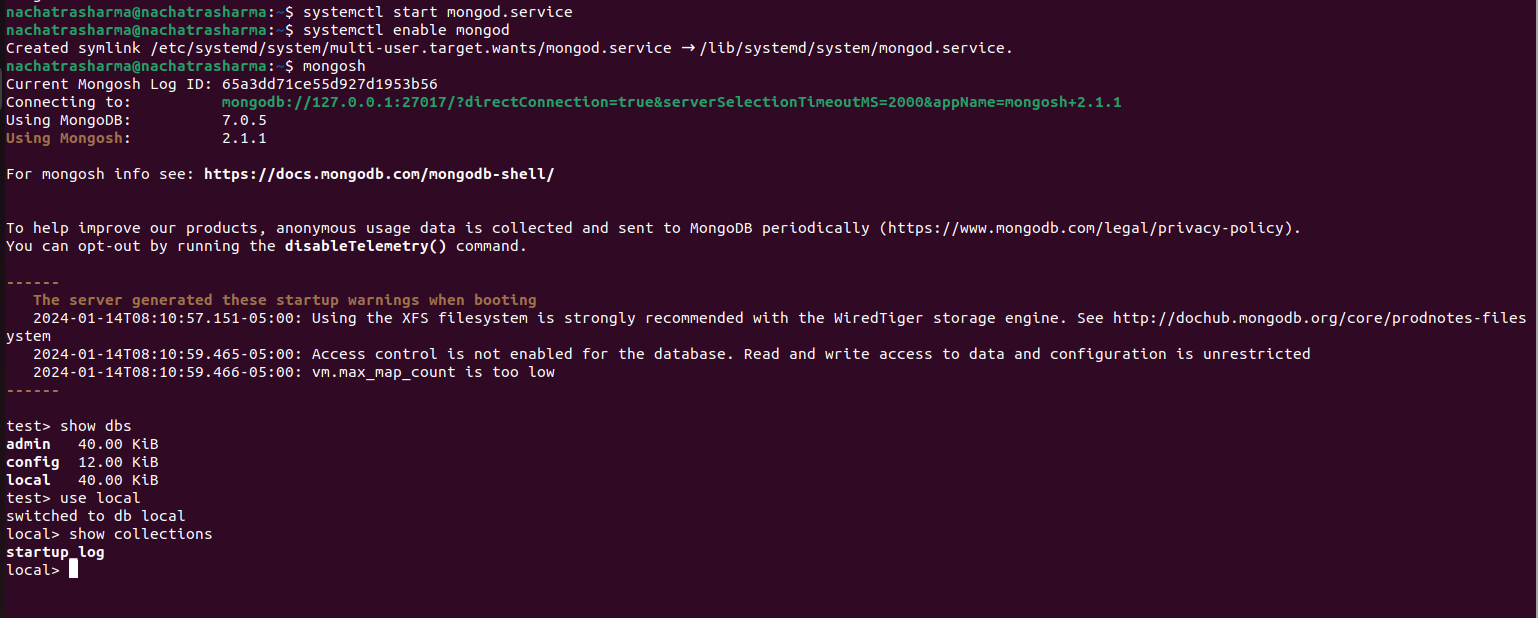 nachatrasharma@nachatrasharma:~$ systemctl start mongod.service
nachatrasharma@nachatrasharma:~$ systemctl enable mongod
Created symlink /etc/systemd/system/multi-user.target.wants/mongod.service → /lib/systemd/system/mongod.service.
nachatrasharma@nachatrasharma:~$ mongosh
Current Mongosh Log ID: 65a3dd71ce55d927d1953b56
Connecting to:          mongodb://127.0.0.1:27017/?directConnection=true&serverSelectionTimeoutMS=2000&appName=mongosh+2.1.1
Using MongoDB:          7.0.5
Using Mongosh:          2.1.1
For mongosh info see: https://docs.mongodb.com/mongodb-shell/
To help improve our products, anonymous usage data is collected and sent to MongoDB periodically (https://www.mongodb.com/legal/privacy-policy).
You can opt-out by running the disableTelemetry() command.
------
The server generated these startup warnings when booting
2024-01-14T08:10:57.151-05:00: Using the XFS filesystem is strongly recommended with the WiredTiger storage engine. See http://dochub.mongodb.org/core/prodnotes-files
ystem
2024-01-14T08:10:59.465-05:00: Access control is not enabled for the database. Read and write access to data and configuration is unrestricted
2024-01-14T08:10:59.466-05:00: vm.max_map_count is too low
------
test> show dbs
admin   40.00 KiB
config  12.00 KiB
local   40.00 KiB
test> use local
switched to db local
local> show collections
startup_log
local>